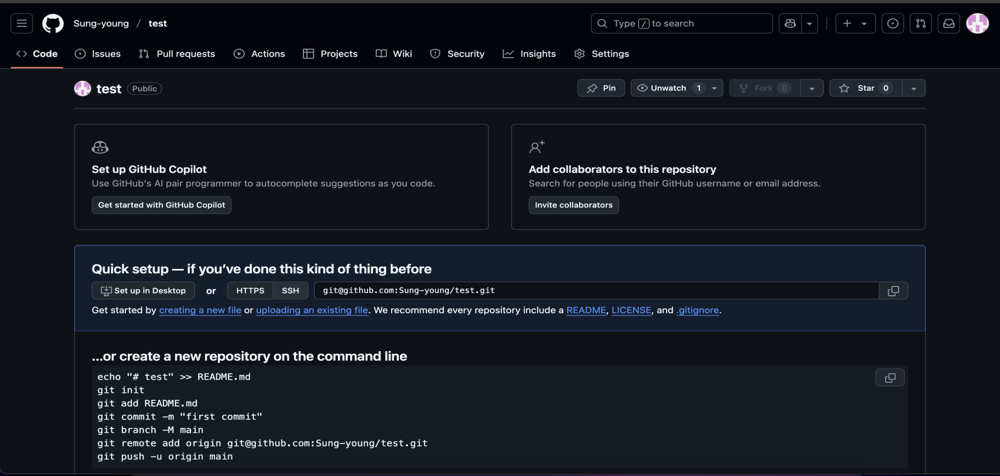 Sung-young / test
Type / to search
Code
Issues
Pull requests
Actions
Projects
Wiki
Security
Insights
Settings
test Public
Pin
Unwatch 1
Fork 0
Star 0
Set up GitHub Copilot
Use GitHub's AI pair programmer to autocomplete suggestions as you code.
Get started with GitHub Copilot
Add collaborators to this repository
Search for people using their GitHub username or email address.
Invite collaborators
Quick setup — if you've done this kind of thing before
Set up in Desktop or HTTPS SSH git@github.com:Sung-young/test.git
Get started by creating a new file or uploading an existing file. We recommend every repository include a README, LICENSE, and .gitignore.
...or create a new repository on the command line
echo "# test" >> README.md
git init
git add README.md
git commit -m "first commit"
git branch -M main
git remote add origin git@github.com:Sung-young/test.git
git push -u origin main